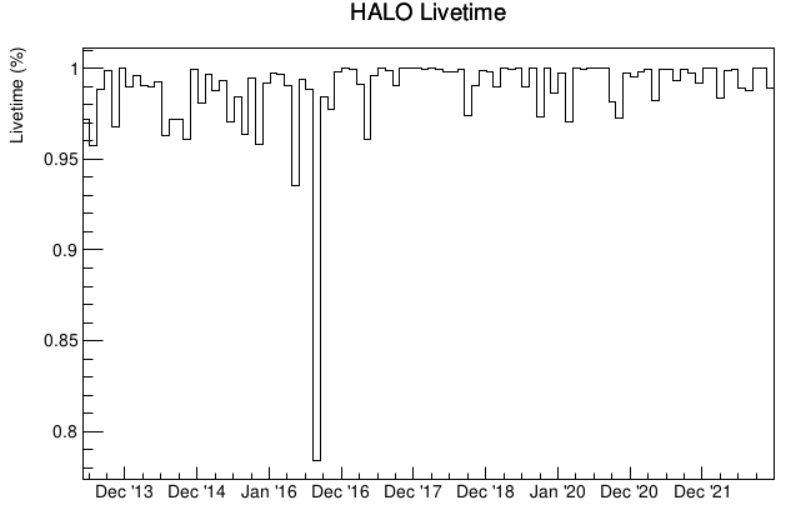 HALO Livetime
Livetime (%)
1
0.95
0.9
0.85
0.8
Dec '13 Dec '14 Jan '16 Dec '16 Dec '17 Dec '18 Jan '20 Dec '20 Dec '21